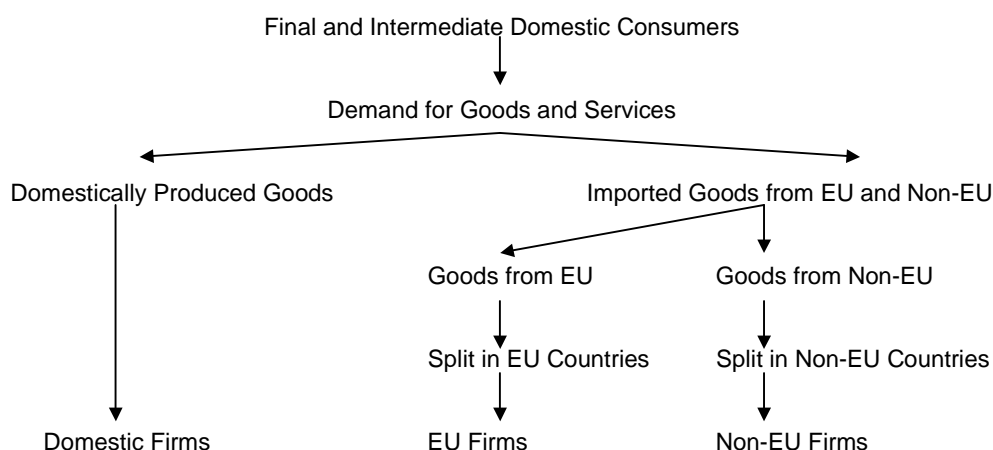 Final and Intermediate Domestic Consumers
Demand for Goods and Services
Domestically Produced Goods
Imported Goods from EU and Non-EU
Goods from EU
Goods from Non-EU
Split in EU Countries
Split in Non-EU Countries
Domestic Firms
EU Firms
Non-EU Firms